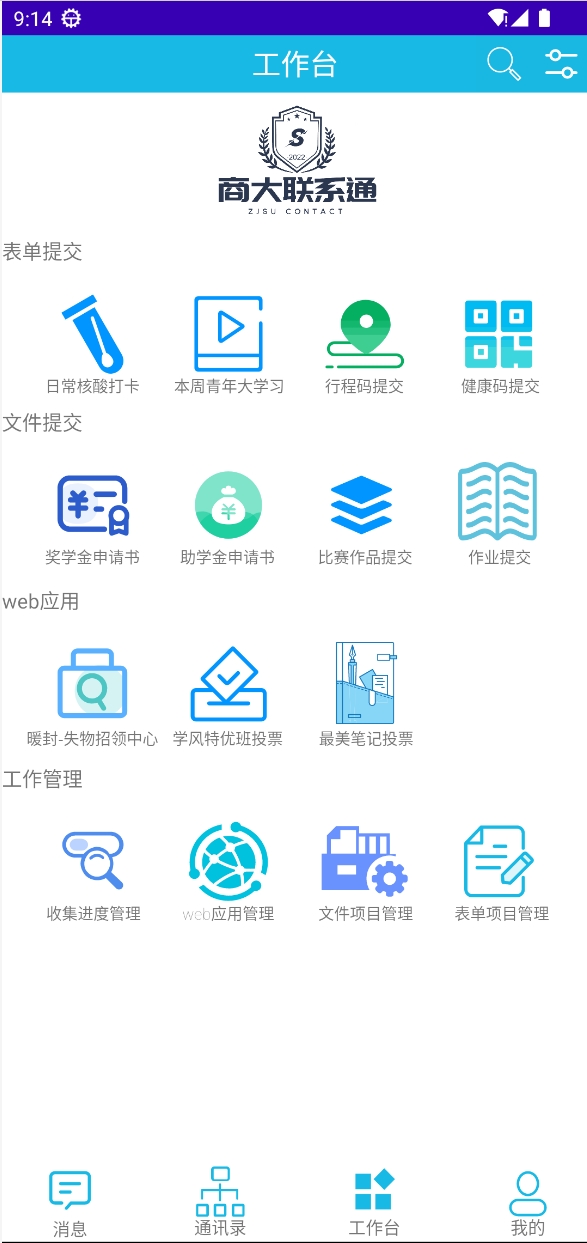 9:14
工作台
S
2022
商大联系通
ZJSU CONTACT
表单提交
日常核酸打卡 本周青年大学习 行程码提交 健康码提交
文件提交
奖学金申请书 助学金申请书 比赛作品提交 作业提交
web应用
暖封-失物招领中心 学风特优班投票 最美笔记投票
工作管理
收集进度管理 web应用管理 文件项目管理 表单项目管理
消息 通讯录 工作台 我的